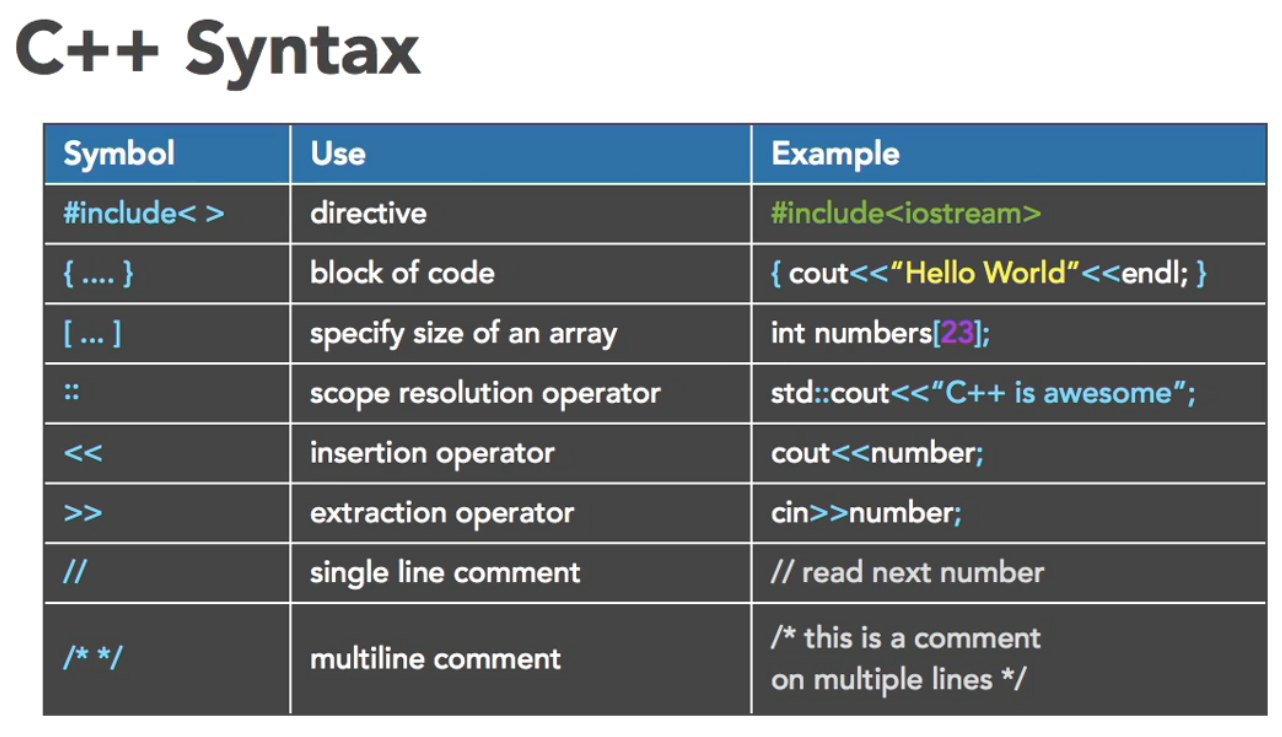 C++ Syntax
Symbol Use Example
#include< > directive #include<iostream>
{ .... } block of code { cout<<“Hello World”<<endl; }
[ ... ] specify size of an array int numbers[23];
:: scope resolution operator std::cout<<”C++ is awesome”;
<< insertion operator cout<<number;
>> extraction operator cin>>number;
// single line comment // read next number
/* */ multiline comment /* this is a comment
on multiple lines */